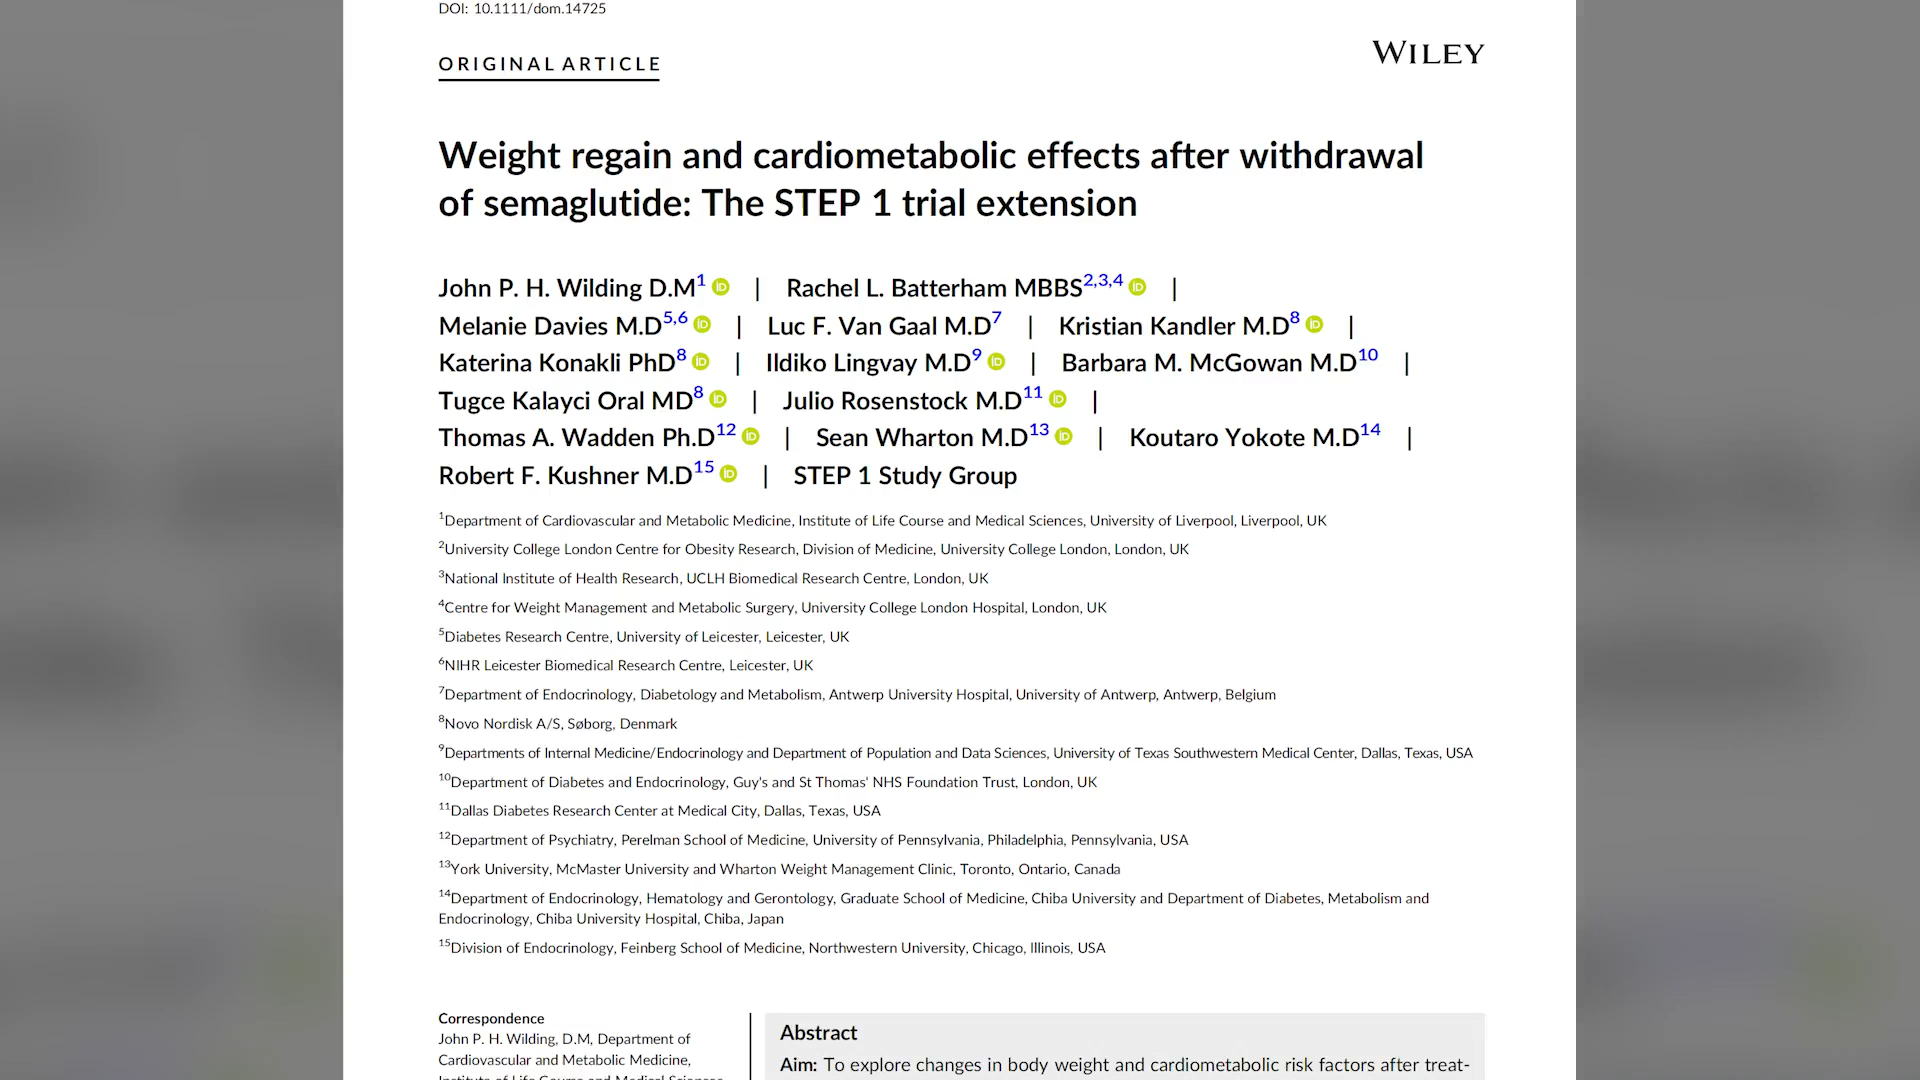 DOI: 10.1111/dom.14725
ORIGINAL ARTICLE
WILEY
Weight regain and cardiometabolic effects after withdrawal
of semaglutide: The STEP 1 trial extension
John P. H. Wilding D.M1 | Rachel L. Batterham MBBS2,3,4 |
Melanie Davies M.D5,6 | Luc F. Van Gaal M.D7 | Kristian Kandler M.D8 |
Katerina Konakli PhD8 | Ildiko Lingvay M.D9 | Barbara M. McGowan M.D10 |
Tugce Kalayci Oral MD8 | Julio Rosenstock M.D11 |
Thomas A. Wadden Ph.D12 | Sean Wharton M.D13 | Koutaro Yokote M.D14 |
Robert F. Kushner M.D15 | STEP 1 Study Group
1Department of Cardiovascular and Metabolic Medicine, Institute of Life Course and Medical Sciences, University of Liverpool, Liverpool, UK
2University College London Centre for Obesity Research, Division of Medicine, University College London, London, UK
3National Institute of Health Research, UCLH Biomedical Research Centre, London, UK
4Centre for Weight Management and Metabolic Surgery, University College London Hospital, London, UK
5Diabetes Research Centre, University of Leicester, Leicester, UK
6NIHR Leicester Biomedical Research Centre, Leicester, UK
7Department of Endocrinology, Diabetology and Metabolism, Antwerp University Hospital, University of Antwerp, Antwerp, Belgium
8Novo Nordisk A/S, Søborg, Denmark
9Departments of Internal Medicine/Endocrinology and Department of Population and Data Sciences, University of Texas Southwestern Medical Center, Dallas, Texas, USA
10Department of Diabetes and Endocrinology, Guy's and St Thomas' NHS Foundation Trust, London, UK
11Dallas Diabetes Research Center at Medical City, Dallas, Texas, USA
12Department of Psychiatry, Perelman School of Medicine, University of Pennsylvania, Philadelphia, Pennsylvania, USA
13York University, McMaster University and Wharton Weight Management Clinic, Toronto, Ontario, Canada
14Department of Endocrinology, Hematology and Gerontology, Graduate School of Medicine, Chiba University and Department of Diabetes, Metabolism and
Endocrinology, Chiba University Hospital, Chiba, Japan
15Division of Endocrinology, Feinberg School of Medicine, Northwestern University, Chicago, Illinois, USA
Correspondence
John P. H. Wilding, D.M, Department of
Cardiovascular and Metabolic Medicine,
Institute of Life Course and Medical Sciences
Abstract
Aim: To explore changes in body weight and cardiometabolic risk factors after treat-